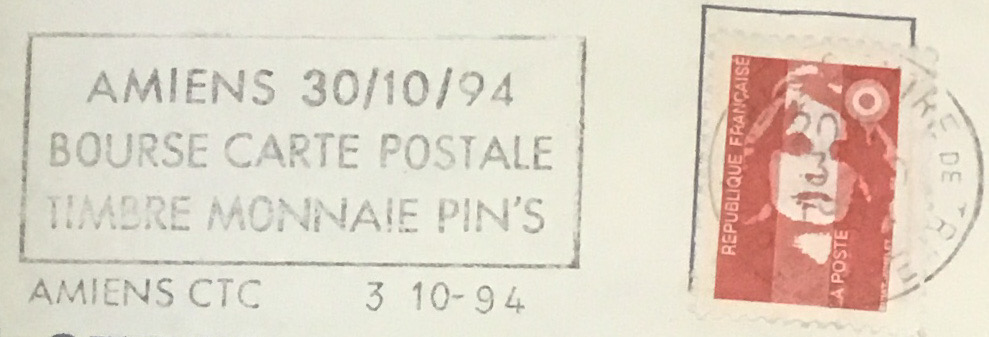 AMIENS 30/10/94
BOURSE CARTE POSTALE
TIMBRE MONNAIE PIN'S
AMIENS CTC 3 10-94
REPUBLIQUE FRANÇAISE
LA POSTE
DE